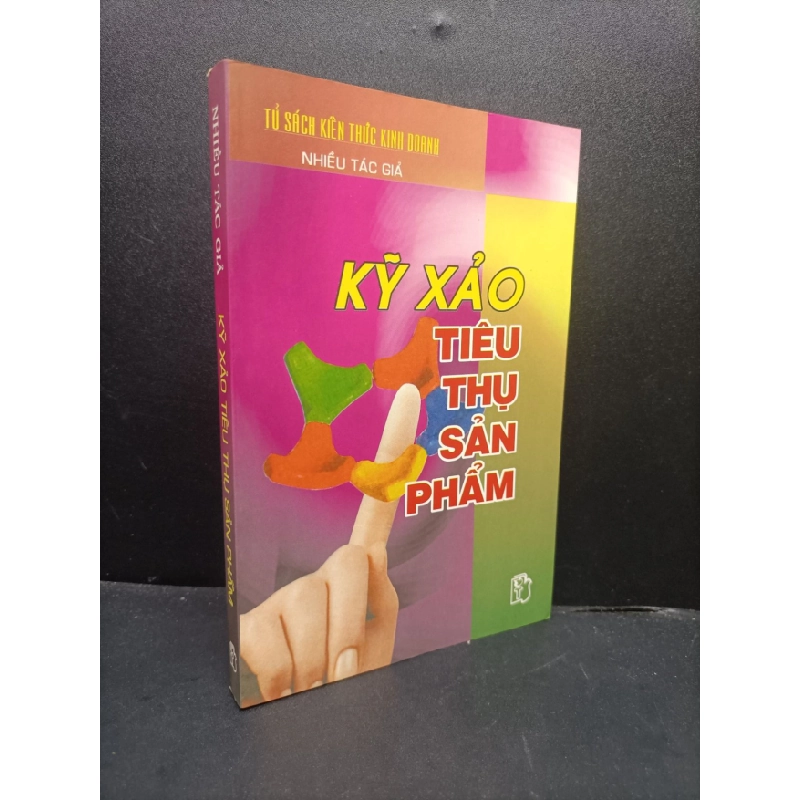 TỦ SÁCH KIẾN THỨC KINH DOANH
NHIỀU TÁC GIẢ
KỸ XẢO
TIÊU
THỤ
SẢN
PHẨM
NHIỀU TÁC GIẢ KỸ XẢO TIÊU THỤ SẢN PHẨM